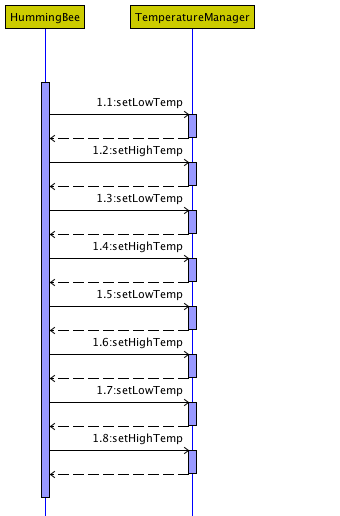 HummingBee
TemperatureManager
1.1:setLowTemp
1.2:setHighTemp
1.3:setLowTemp
1.4:setHighTemp
1.5:setLowTemp
1.6:setHighTemp
1.7:setLowTemp
1.8:setHighTemp